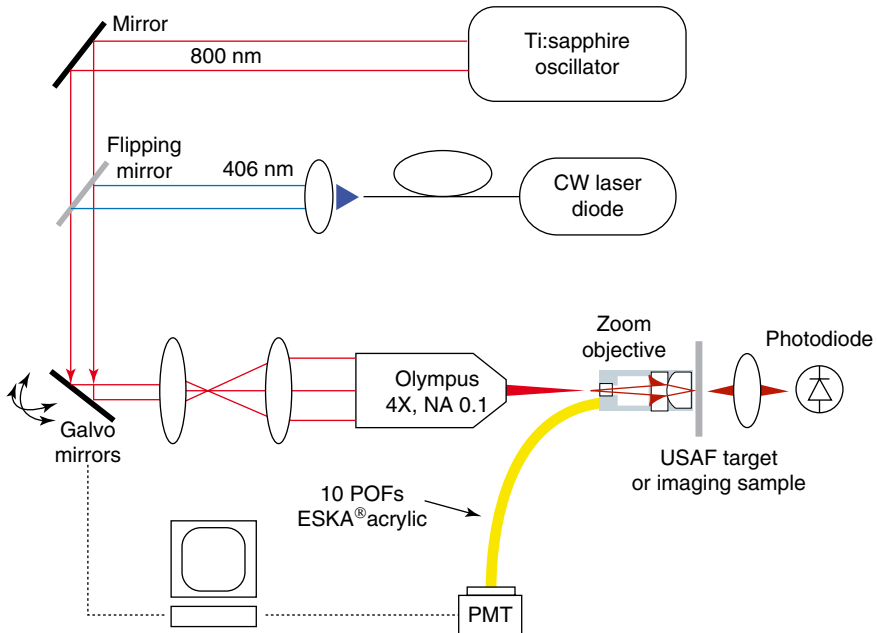 Mirror
800 nm
Ti:sapphire
oscillator
Flipping
mirror
406 nm
CW laser
diode
Zoom
objective
Photodiode
Olympus
4X, NA 0.1
Galvo
mirrors
USAF target
or imaging sample
10 POFs
ESKA® acrylic
PMT